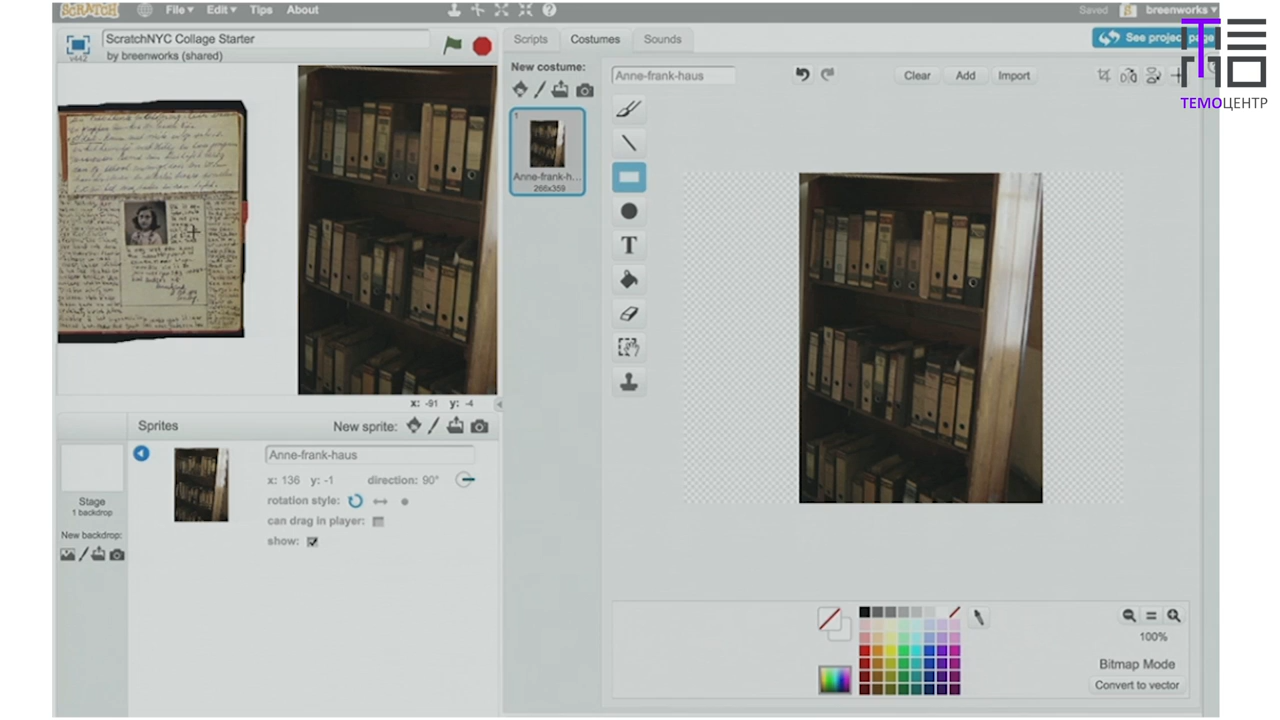 SCRATCH File▾ Edit▾ Tips About Saved breenworks ▾
v442
ScratchNYC Collage Starter
by breenworks (shared)
Scripts Costumes Sounds
See project page
ТЕМОЦЕНТР
New costume:
1
Anne-frank-h...
266x359
Anne-frank-haus
Clear Add Import
T
x: -91 y: -4
Sprites New sprite:
Stage
1 backdrop
New backdrop:
Anne-frank-haus
x: 136 y: -1 direction: 90°
rotation style:
can drag in player:
show:
100%
Bitmap Mode
Convert to vector